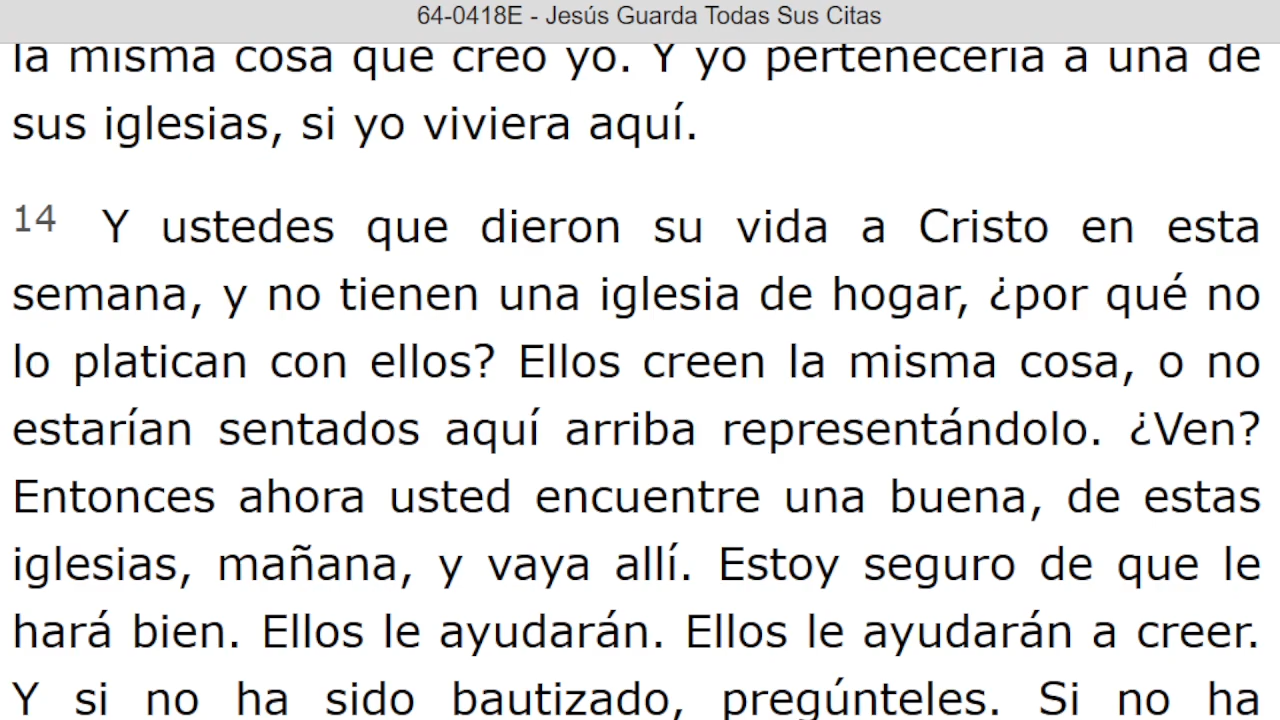 64-0418E - Jesús Guarda Todas Sus Citas
la misma cosa que creo yo. Y yo pertenecería a una de
sus iglesias, si yo viviera aquí.
14 Y ustedes que dieron su vida a Cristo en esta
semana, y no tienen una iglesia de hogar, ¿por qué no
lo platican con ellos? Ellos creen la misma cosa, o no
estarían sentados aquí arriba representándolo. ¿Ven?
Entonces ahora usted encuentre una buena, de estas
iglesias, mañana, y vaya allí. Estoy seguro de que le
hará bien. Ellos le ayudarán. Ellos le ayudarán a creer.
Y si no ha sido bautizado, pregúnteles. Si no ha